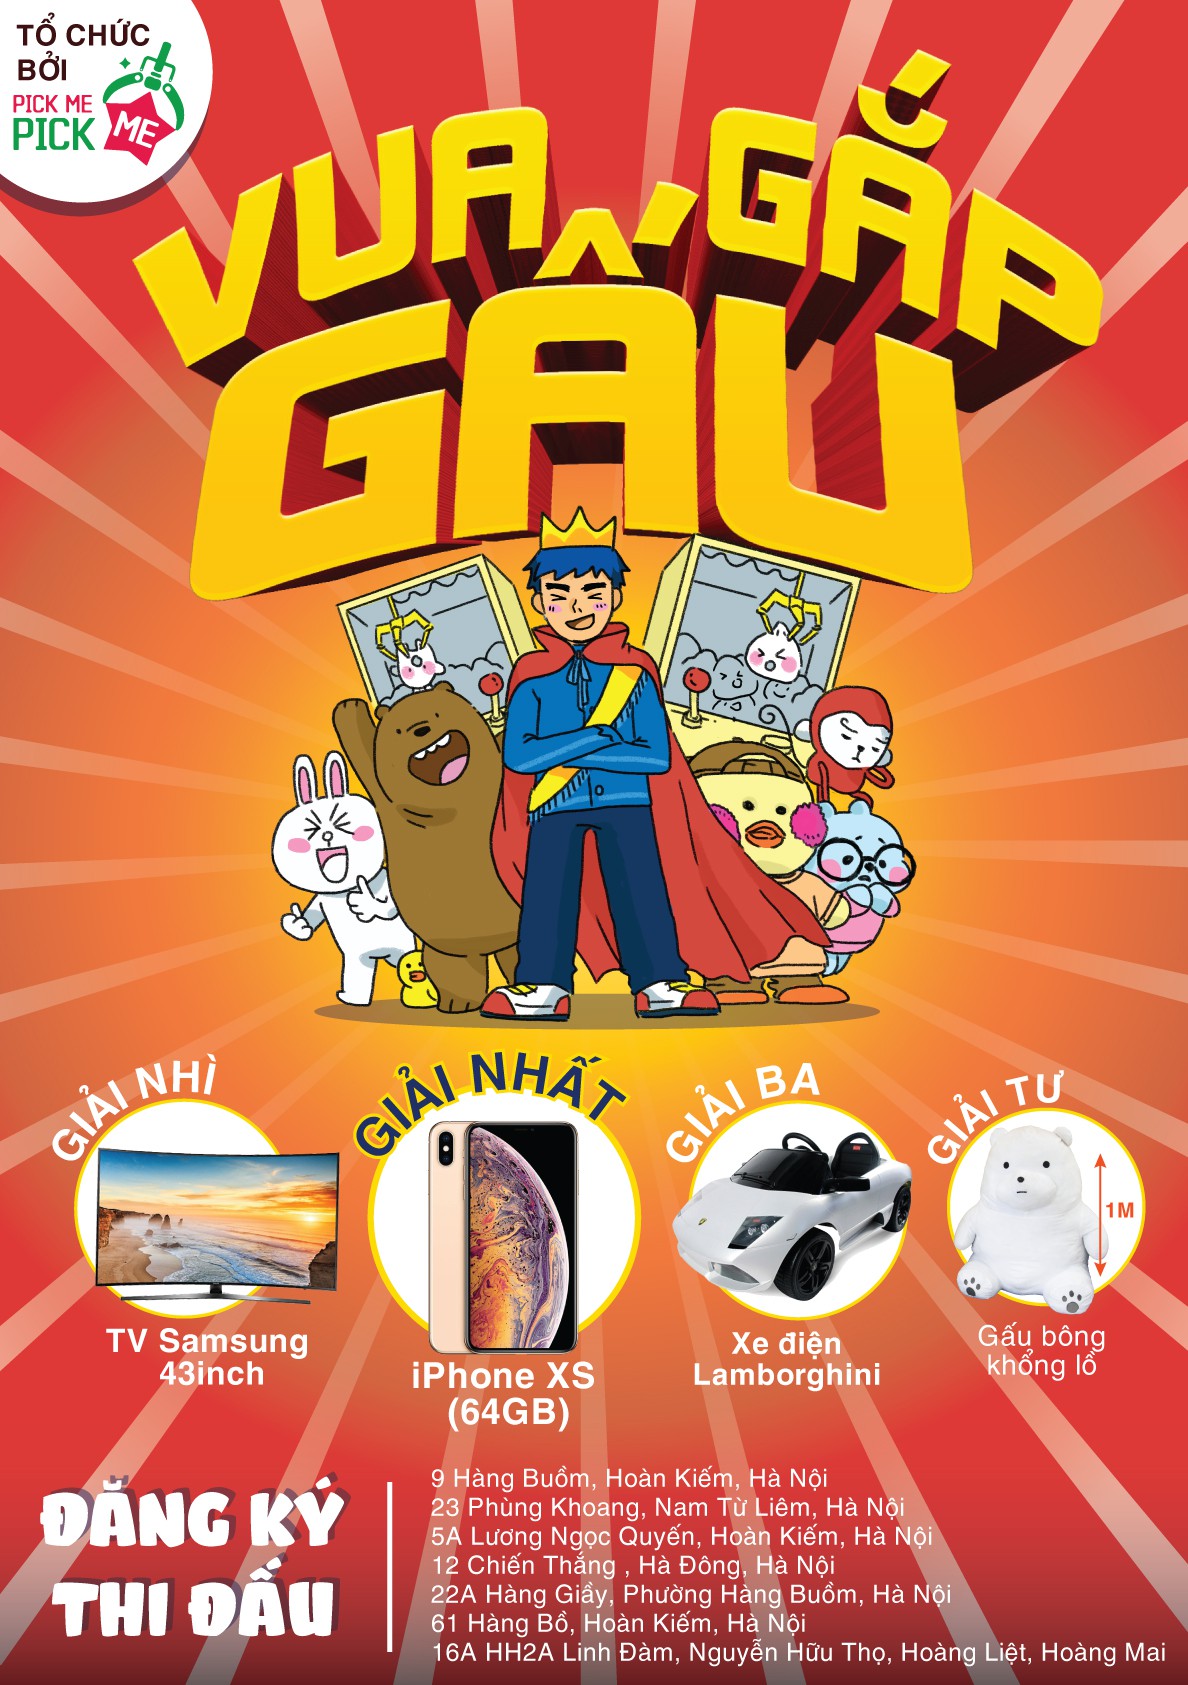 TỔ CHỨC
BỞI
PICK ME
PICK ME
VUA GẮP
GẤU
GIẢI NHÌ
GIẢI NHẤT
GIẢI BA
GIẢI TƯ
1M
TV Samsung
43inch
iPhone XS
(64GB)
Xe điện
Lamborghini
Gấu bông
khổng lồ
ĐĂNG KÝ
THI ĐẤU
9 Hàng Buồm, Hoàn Kiếm, Hà Nội
23 Phùng Khoang, Nam Từ Liêm, Hà Nội
5A Lương Ngọc Quyến, Hoàn Kiếm, Hà Nội
12 Chiến Thắng , Hà Đông, Hà Nội
22A Hàng Giầy, Phường Hàng Buồm, Hà Nội
61 Hàng Bồ, Hoàn Kiếm, Hà Nội
16A HH2A Linh Đàm, Nguyễn Hữu Thọ, Hoàng Liệt, Hoàng Mai